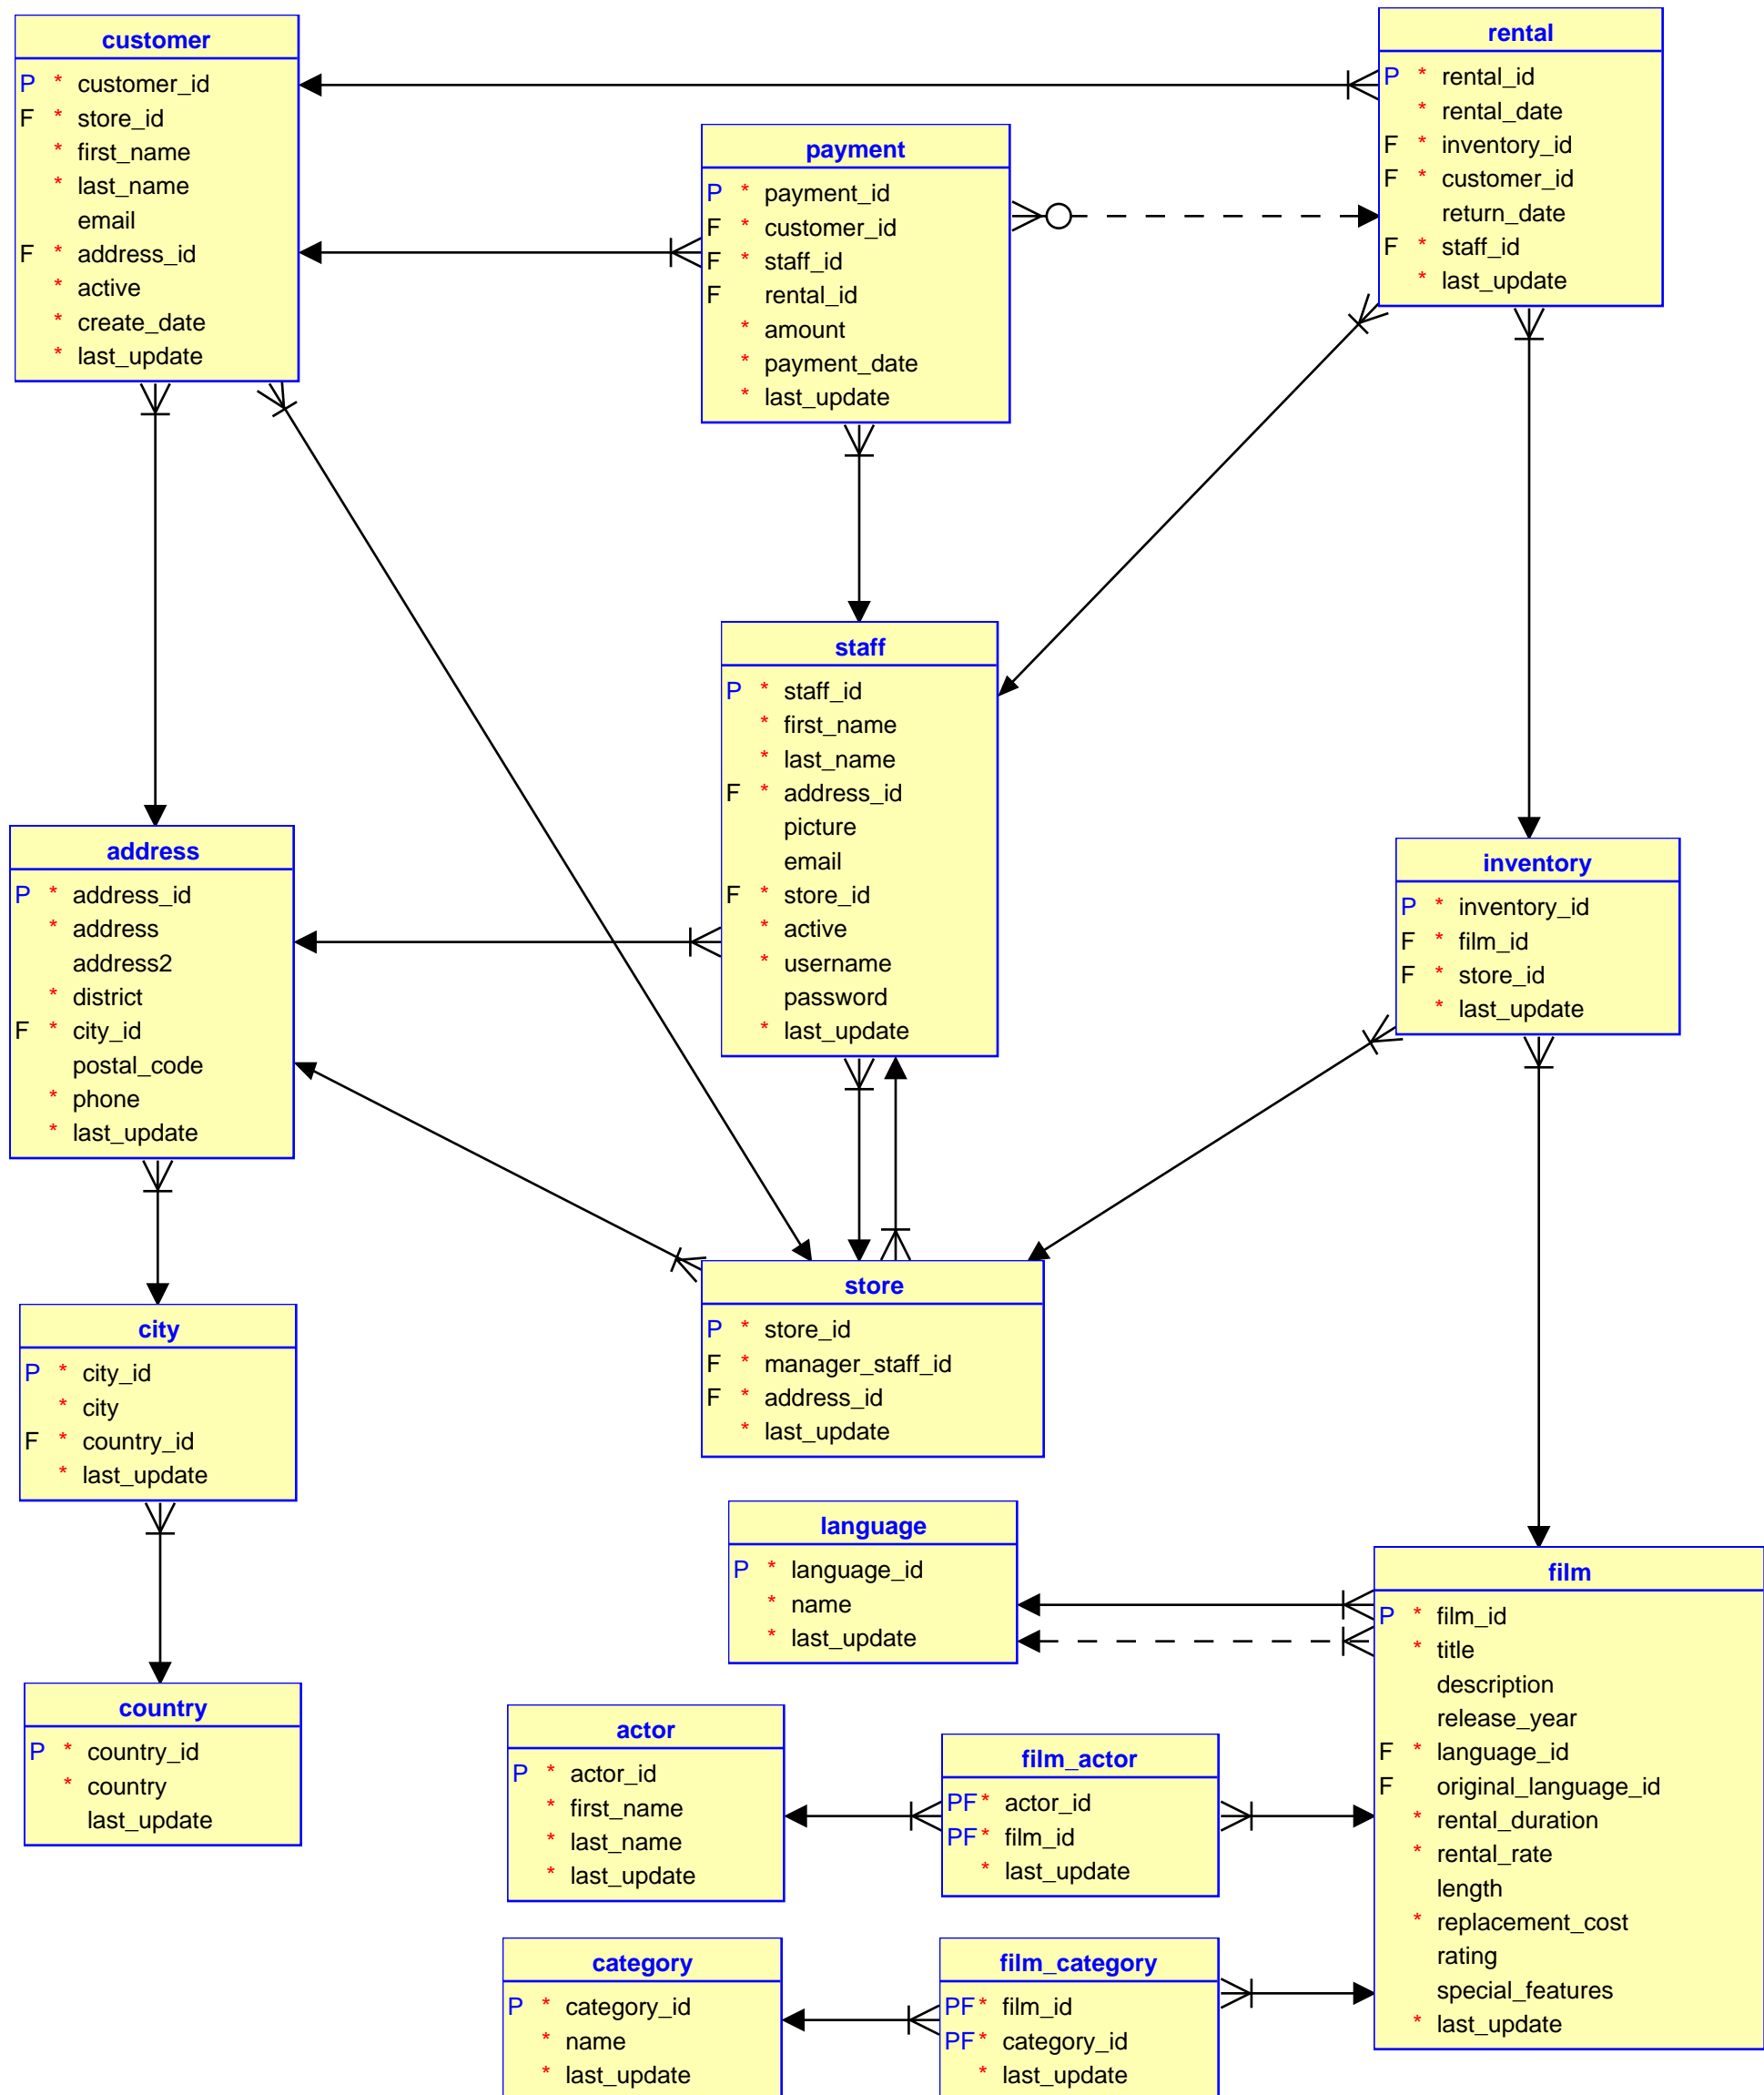 customer
P * customer_id
F * store_id
* first_name
* last_name
email
F * address_id
* active
* create_date
* last_update
rental
P * rental_id
* rental_date
F * inventory_id
F * customer_id
return_date
F * staff_id
* last_update
payment
P * payment_id
F * customer_id
F * staff_id
F rental_id
* amount
* payment_date
* last_update
staff
P * staff_id
* first_name
* last_name
F * address_id
picture
email
F * store_id
* active
* username
password
* last_update
address
P * address_id
* address
address2
* district
F * city_id
postal_code
* phone
* last_update
inventory
P * inventory_id
F * film_id
F * store_id
* last_update
store
P * store_id
F * manager_staff_id
F * address_id
* last_update
city
P * city_id
* city
F * country_id
* last_update
language
P * language_id
* name
* last_update
film
P * film_id
* title
description
release_year
F * language_id
F original_language_id
* rental_duration
* rental_rate
length
* replacement_cost
rating
special_features
* last_update
country
P * country_id
* country
last_update
actor
P * actor_id
* first_name
* last_name
* last_update
film_actor
PF * actor_id
PF * film_id
* last_update
category
P * category_id
* name
* last_update
film_category
PF * film_id
PF * category_id
* last_update